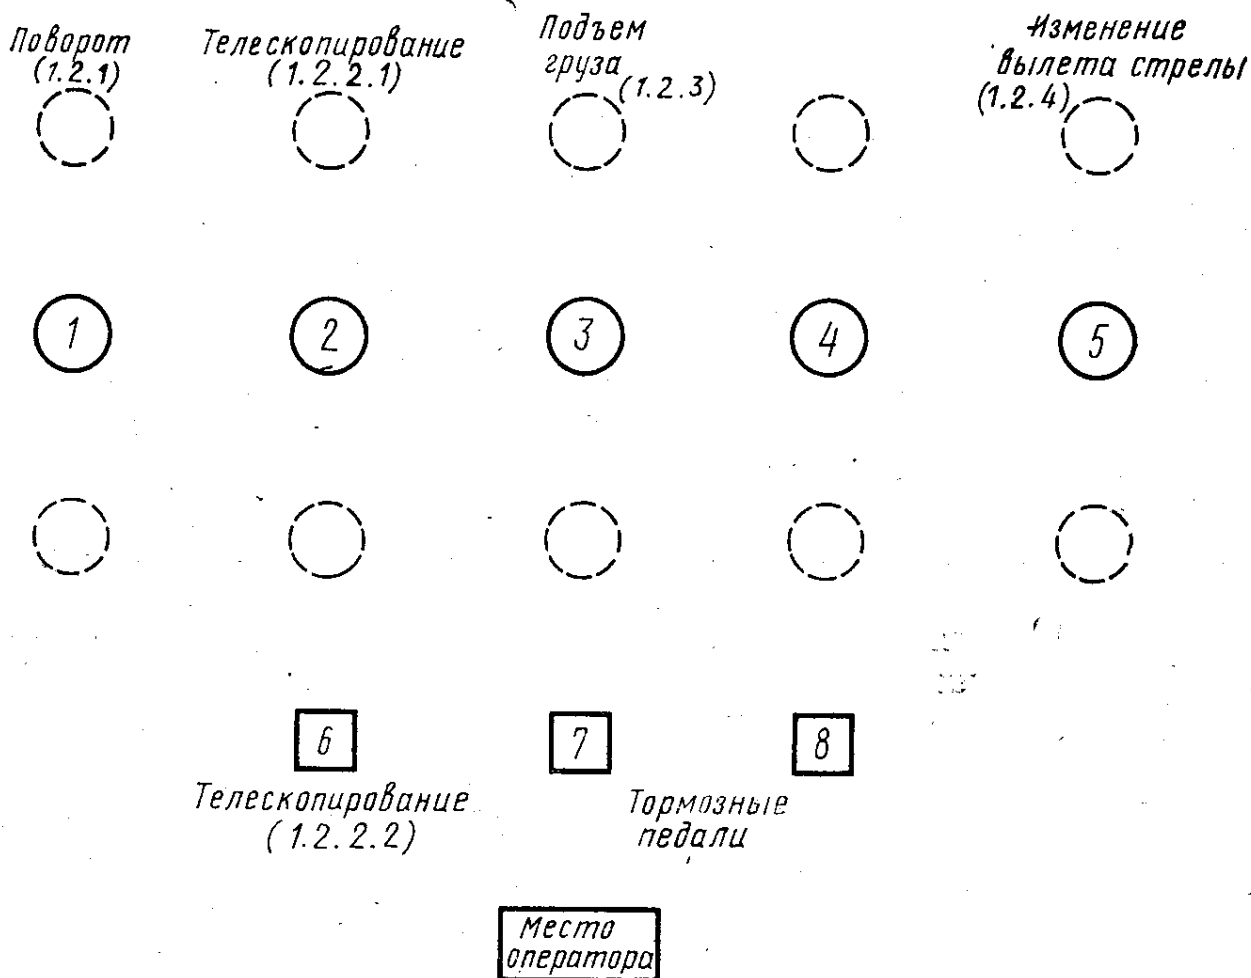 Поворот
(1.2.1)
Телескопирование
(1.2.2.1)
Подъем
груза
(1.2.3)
Изменение
вылета стрелы
(1.2.4)
1
2
3
4
5
6
7
8
Телескопирование
(1.2.2.2)
Тормозные
педали
Место
оператора